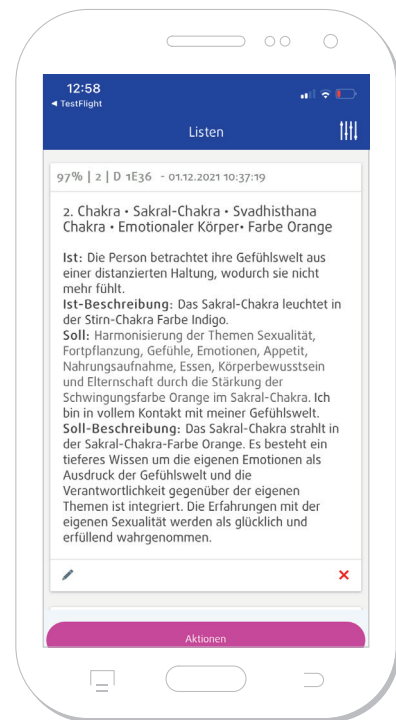 12:58
◀ TestFlight
Listen
97% | 2 | D 1E36 - 01.12.2021 10:37:19
2. Chakra • Sakral-Chakra • Svadhisthana
Chakra • Emotionaler Körper• Farbe Orange
Ist: Die Person betrachtet ihre Gefühlswelt aus
einer distanzierten Haltung, wodurch sie nicht
mehr fühlt.
Ist-Beschreibung: Das Sakral-Chakra leuchtet in
der Stirn-Chakra Farbe Indigo.
Soll: Harmonisierung der Themen Sexualität,
Fortpflanzung, Gefühle, Emotionen, Appetit,
Nahrungsaufnahme, Essen, Körperbewusstsein
und Elternschaft durch die Stärkung der
Schwingungsfarbe Orange im Sakral-Chakra. Ich
bin in vollem Kontakt mit meiner Gefühlswelt.
Soll-Beschreibung: Das Sakral-Chakra strahlt in
der Sakral-Chakra-Farbe Orange. Es besteht ein
tieferes Wissen um die eigenen Emotionen als
Ausdruck der Gefühlswelt und die
Verantwortlichkeit gegenüber der eigenen
Themen ist integriert. Die Erfahrungen mit der
eigenen Sexualität werden als glücklich und
erfüllend wahrgenommen.
Aktionen